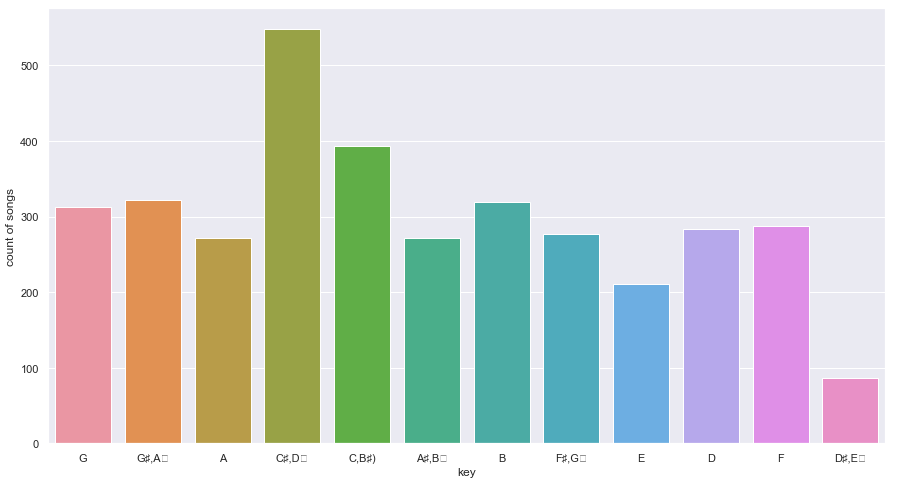 500
400
300
200
100
0
count of songs
G G♯,A□ A C♯,D□ C,B♯) A♯,B□ B F♯,G□ E D F D♯,E□
key